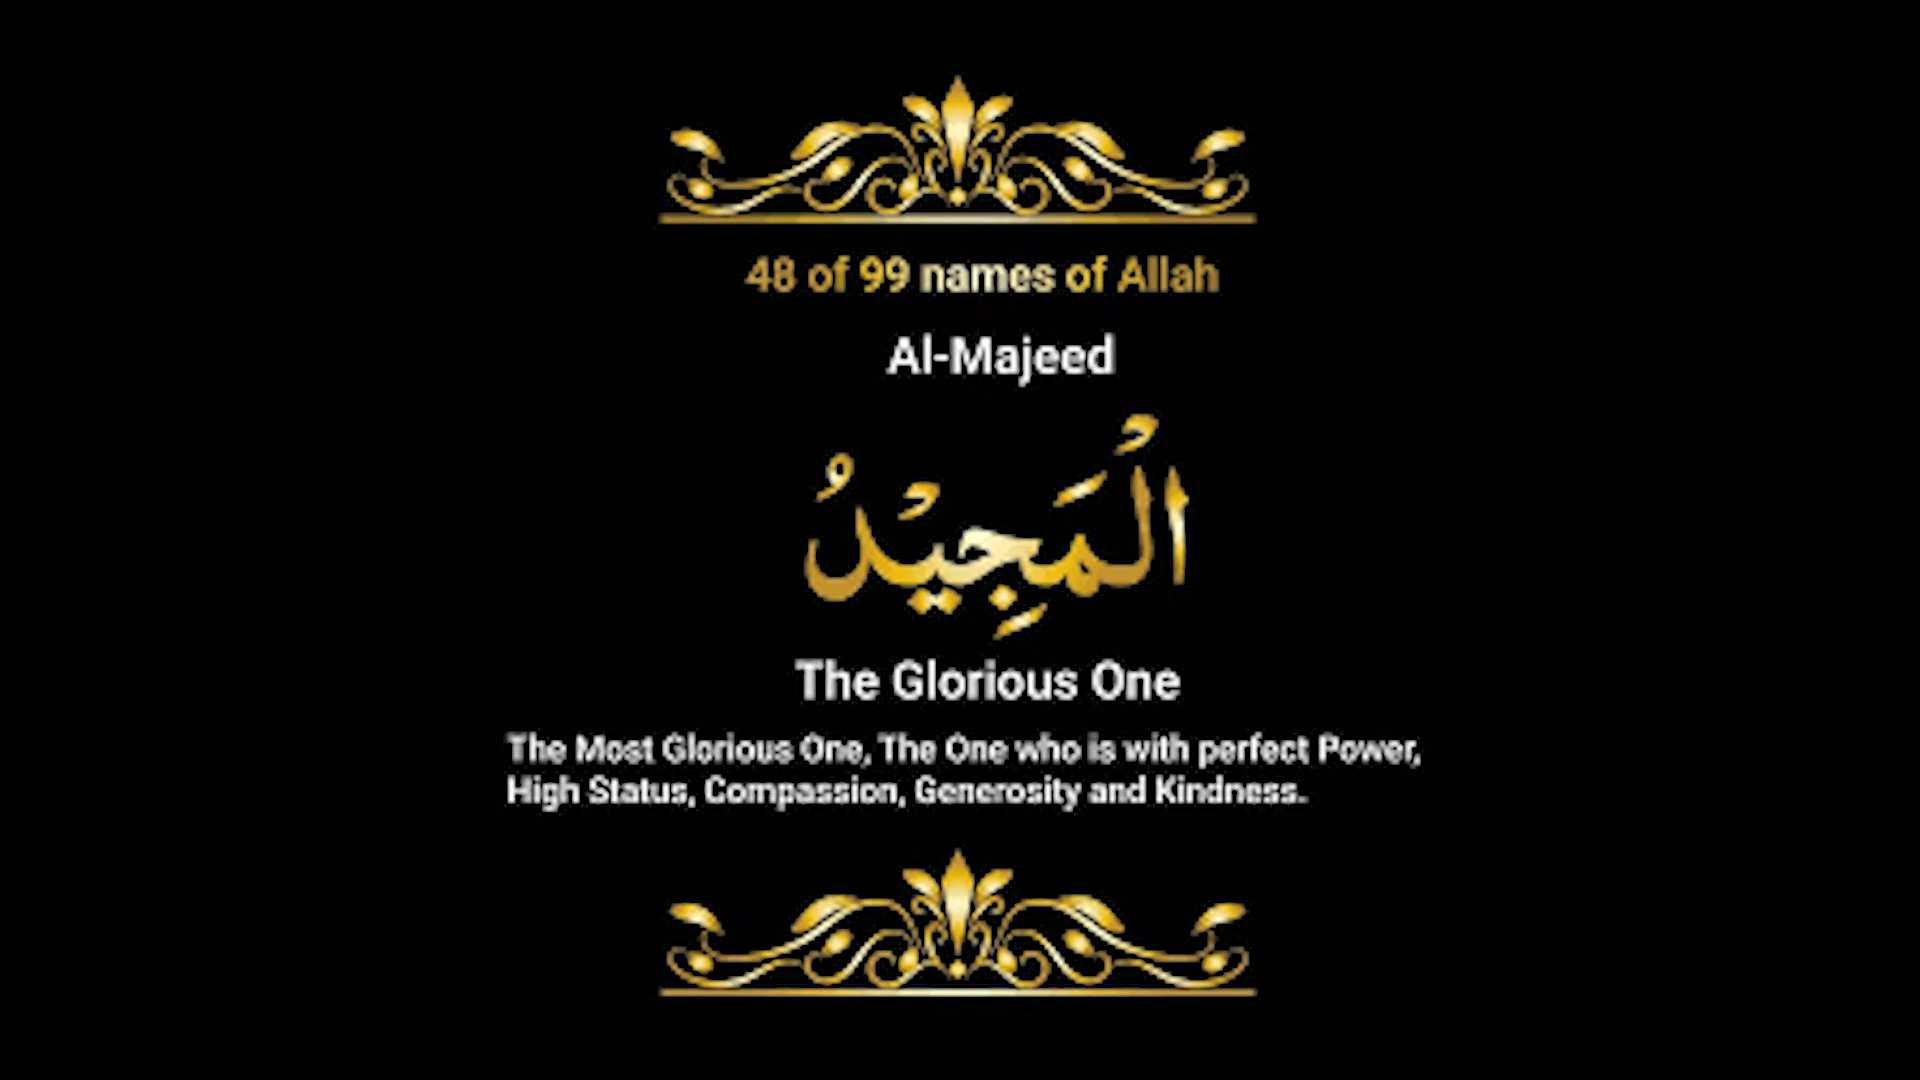 48 of 99 names of Allah
Al-Majeed
الْمَجِيْدُ
The Glorious One
The Most Glorious One, The One who is with perfect Power,
High Status, Compassion, Generosity and Kindness.